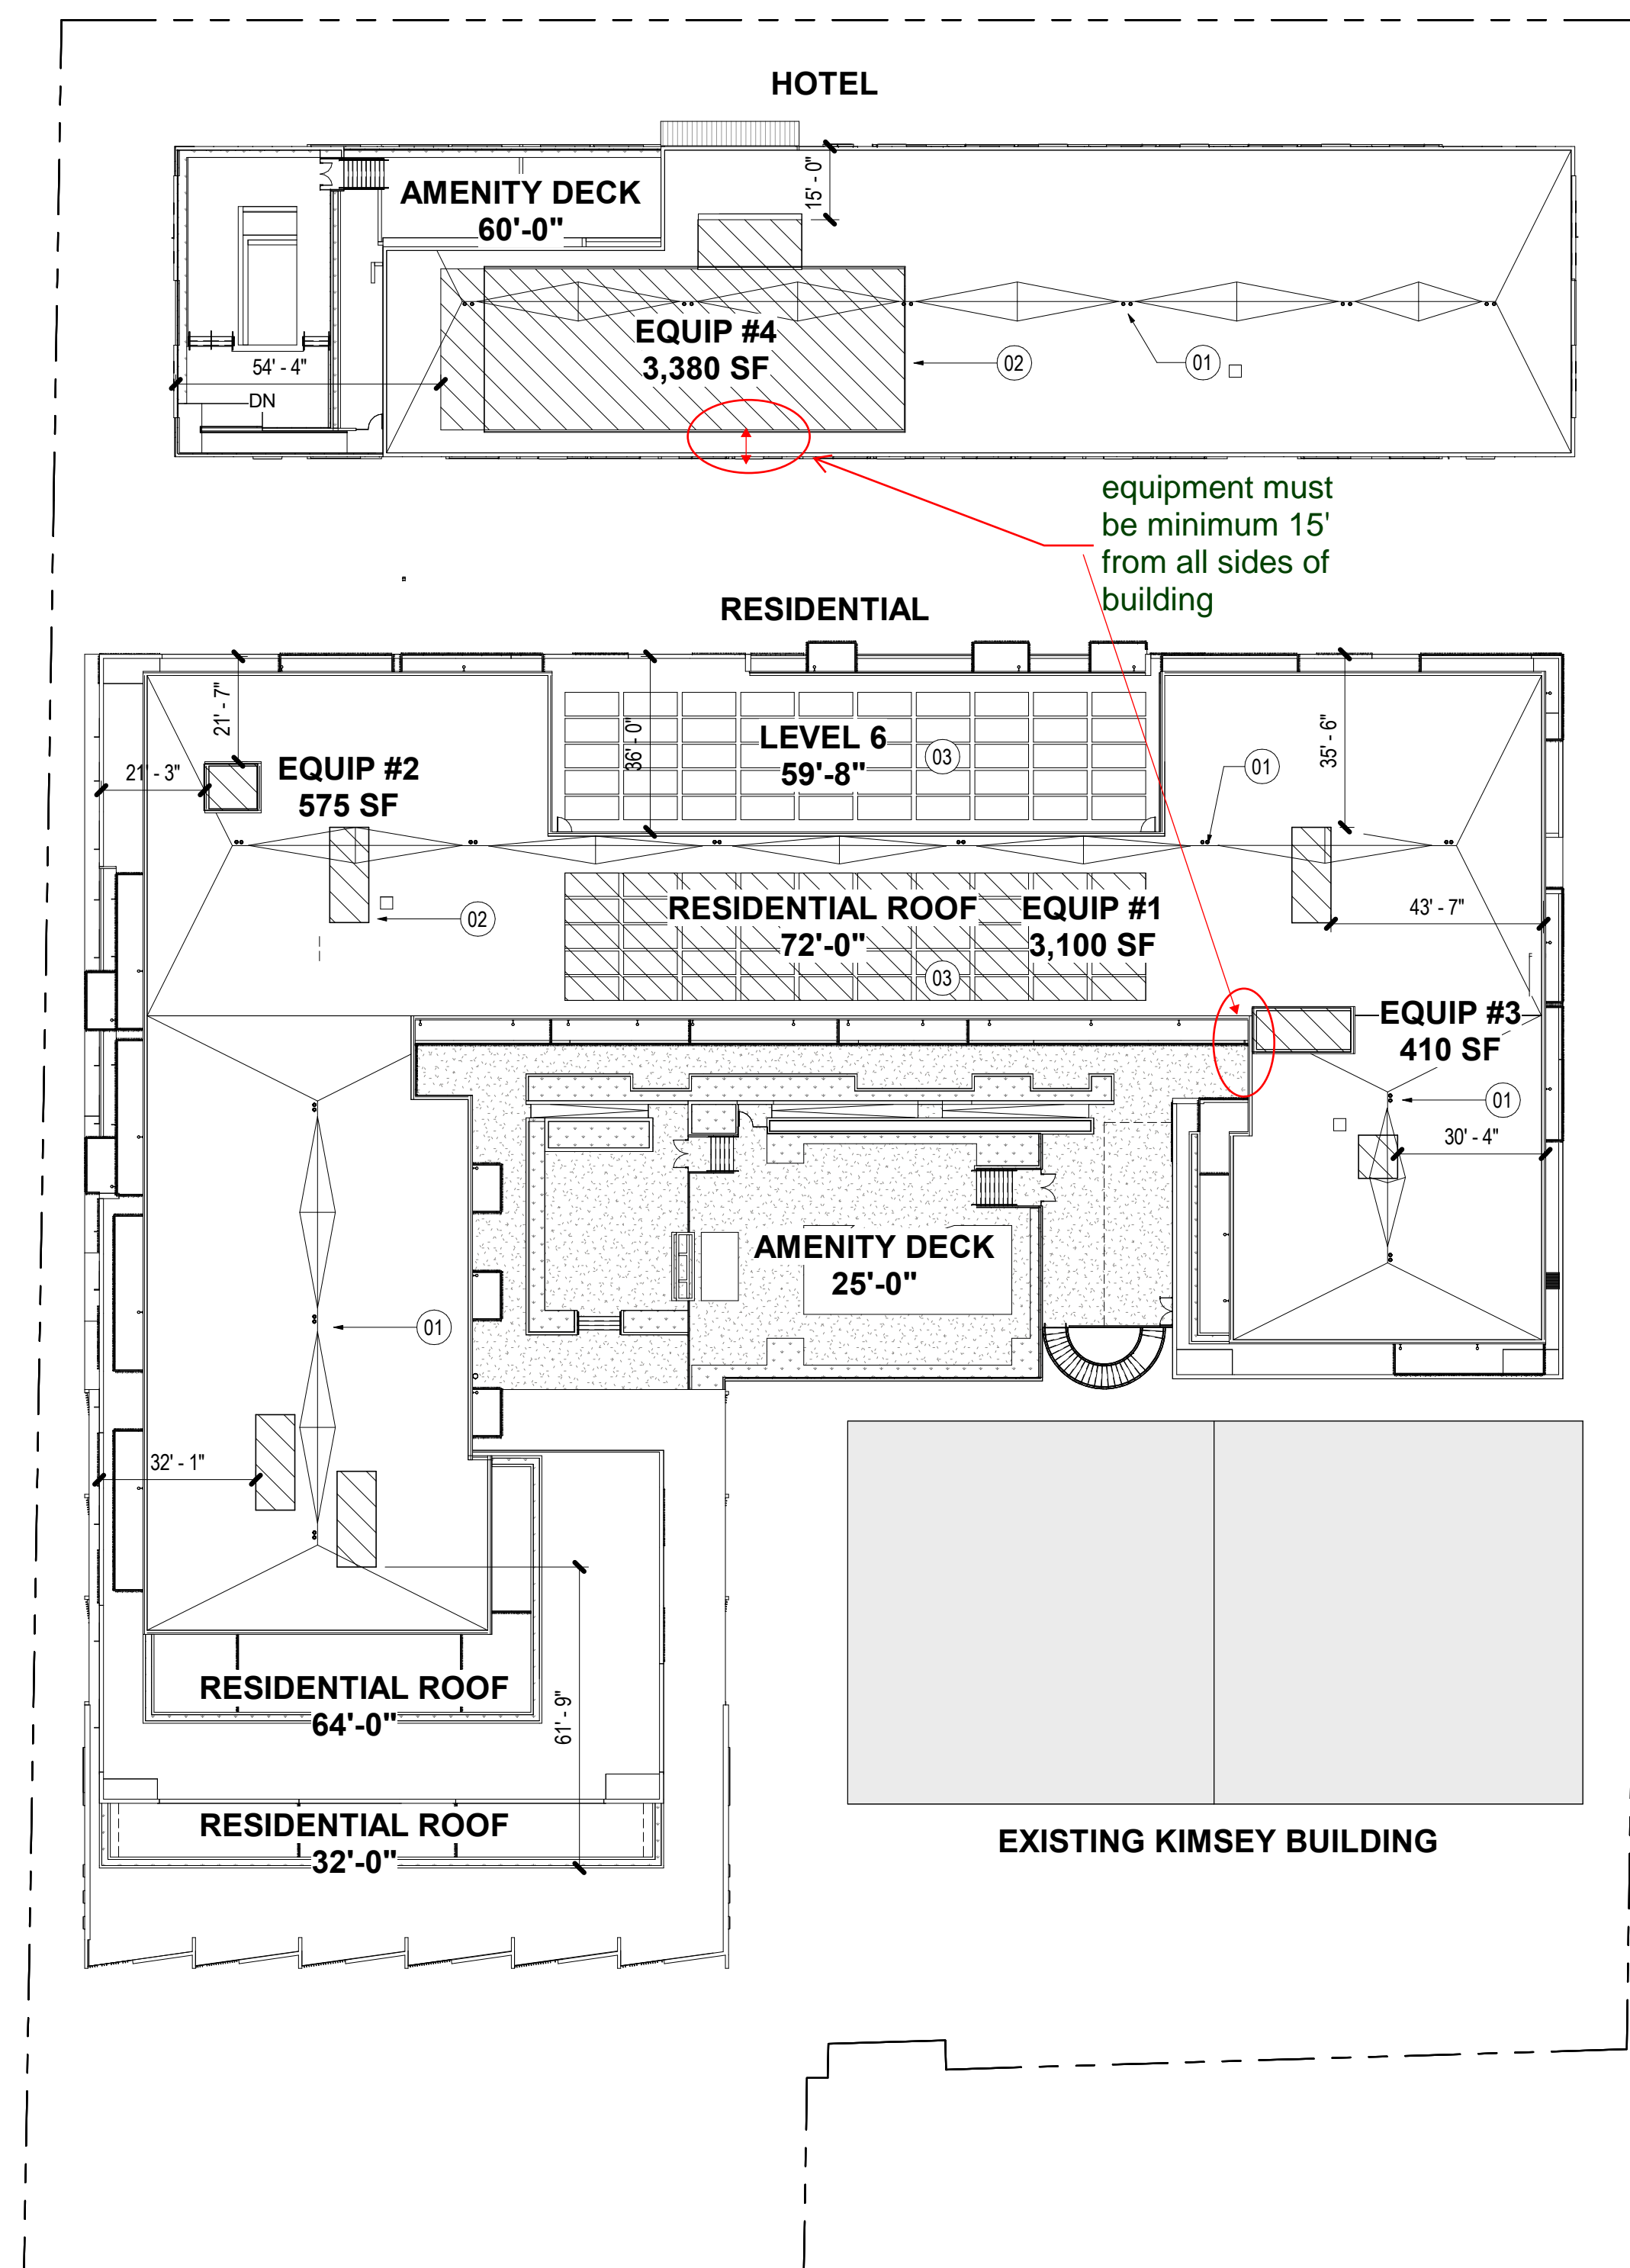 HOTEL
15' - 0"
AMENITY DECK
60'-0"
EQUIP #4
3,380 SF
02
01
54' - 4"
DN
equipment must
be minimum 15'
from all sides of
building
RESIDENTIAL
21' - 7"
36' - 0"
35' - 6"
LEVEL 6
59'-8"
03
01
21' - 3"
EQUIP #2
575 SF
02
RESIDENTIAL ROOF
72'-0"
03
EQUIP #1
3,100 SF
43' - 7"
EQUIP #3
410 SF
01
30' - 4"
AMENITY DECK
25'-0"
01
32' - 1"
61' - 9"
RESIDENTIAL ROOF
64'-0"
RESIDENTIAL ROOF
32'-0"
EXISTING KIMSEY BUILDING